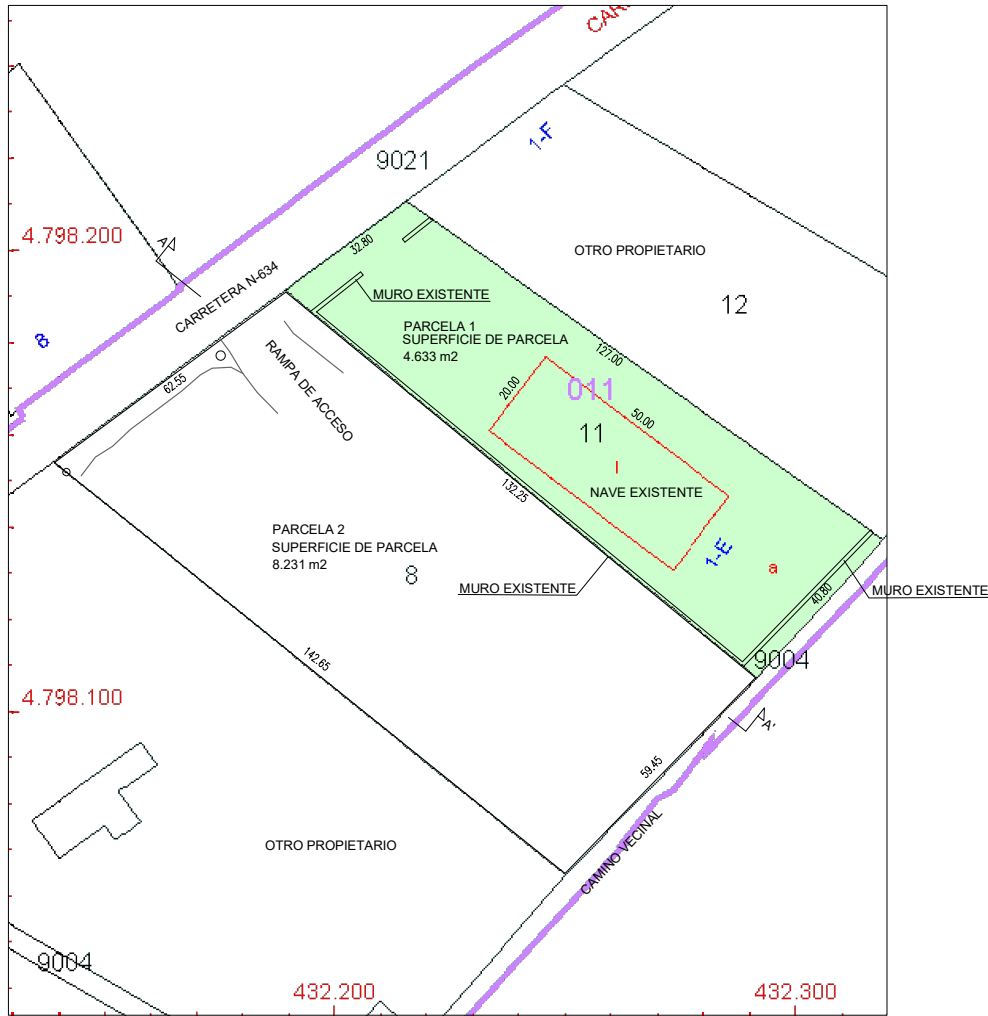 1-F
9021
4.798.200
A
32.80
OTRO PROPIETARIO
CARRETERA N-634
MURO EXISTENTE
12
8
PARCELA 1
SUPERFICIE DE PARCELA
4.633 m2
127.00
RAMPA DE ACCESO
62.55
20.00
011
50.00
11
I
NAVE EXISTENTE
132.25
PARCELA 2
SUPERFICIE DE PARCELA
8.231 m2
8
1-E
a
MURO EXISTENTE
MURO EXISTENTE
40.80
9004
142.65
4.798.100
A'
59.45
OTRO PROPIETARIO
CAMINO VECINAL
9004
432.200
432.300